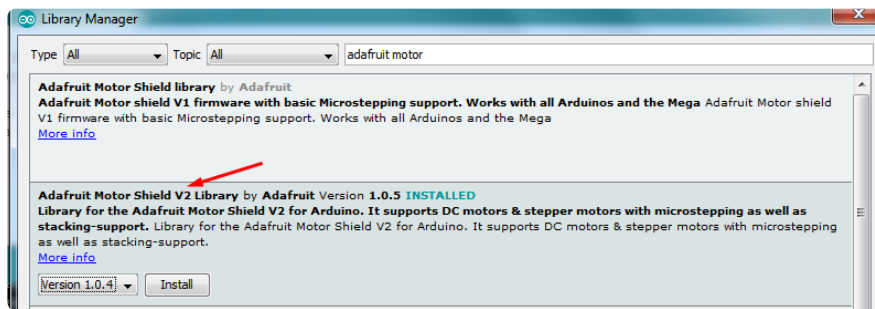 Library Manager
Type All Topic All adafruit motor
Adafruit Motor Shield library by Adafruit
Adafruit Motor shield V1 firmware with basic Microstepping support. Works with all Arduinos and the Mega Adafruit Motor shield
V1 firmware with basic Microstepping support. Works with all Arduinos and the Mega
More info
Adafruit Motor Shield V2 Library by Adafruit Version 1.0.5 INSTALLED
Library for the Adafruit Motor Shield V2 for Arduino. It supports DC motors & stepper motors with microstepping as well as
stacking-support. Library for the Adafruit Motor Shield V2 for Arduino. It supports DC motors & stepper motors with microstepping
as well as stacking-support.
More info
Version 1.0.4 Install